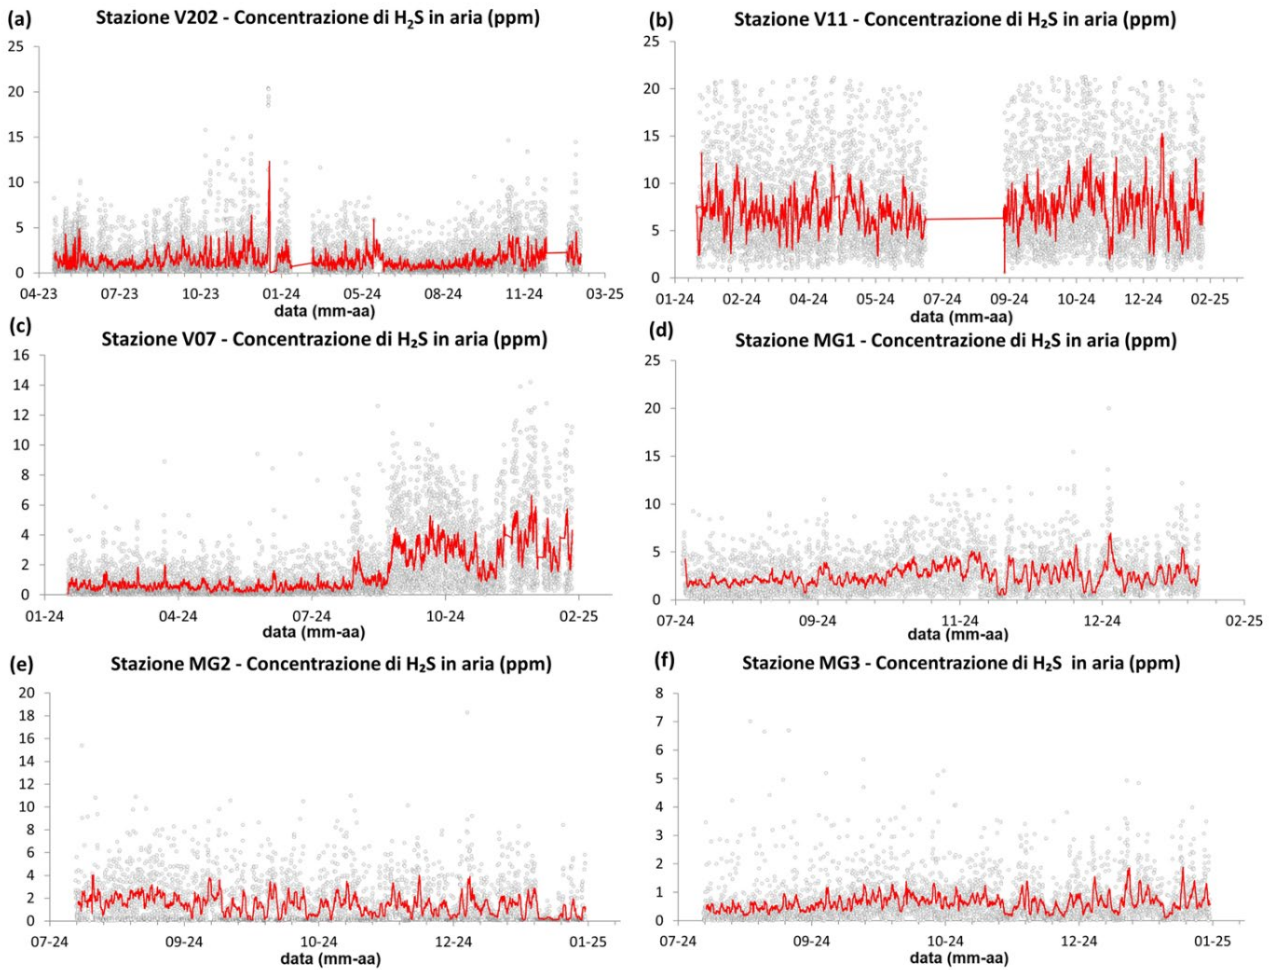 (a)
Stazione V202 - Concentrazione di H₂S in aria (ppm)
25
20
15
10
5
0
04-23 07-23 10-23 01-24 05-24 08-24 11-24 03-25
data (mm-aa)
(b)
Stazione V11 - Concentrazione di H₂S in aria (ppm)
25
20
15
10
5
0
01-24 02-24 04-24 05-24 07-24 09-24 10-24 12-24 02-25
data (mm-aa)
(c)
Stazione V07 - Concentrazione di H₂S in aria (ppm)
16
14
12
10
8
6
4
2
0
01-24 04-24 07-24 10-24 02-25
data (mm-aa)
(d)
Stazione MG1 - Concentrazione di H₂S in aria (ppm)
25
20
15
10
5
0
07-24 09-24 11-24 12-24 02-25
data (mm-aa)
(e)
Stazione MG2 - Concentrazione di H₂S in aria (ppm)
20
18
16
14
12
10
8
6
4
2
0
07-24 09-24 10-24 12-24 01-25
data (mm-aa)
(f)
Stazione MG3 - Concentrazione di H₂S in aria (ppm)
8
7
6
5
4
3
2
1
0
07-24 09-24 10-24 12-24 01-25
data (mm-aa)